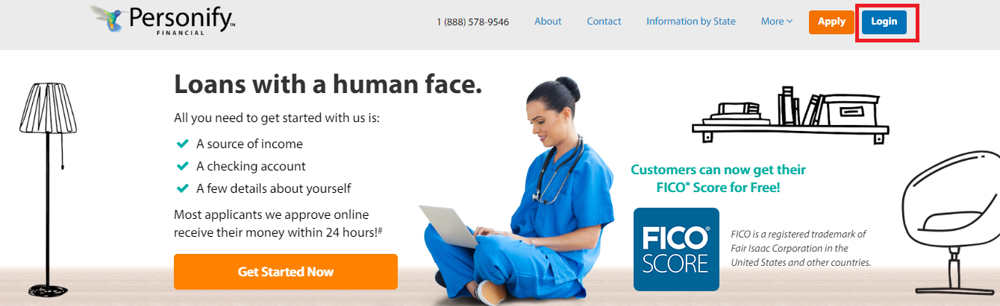 Personify™
FINANCIAL
1 (888) 578-9546
About
Contact
Information by State
More
Apply
Login
Loans with a human face.
All you need to get started with us is:
A source of income
A checking account
A few details about yourself
Most applicants we approve online
receive their money within 24 hours!#
Get Started Now
Customers can now get their
FICO® Score for Free!
FICO®
SCORE
FICO is a registered trademark of
Fair Isaac Corporation in the
United States and other countries.